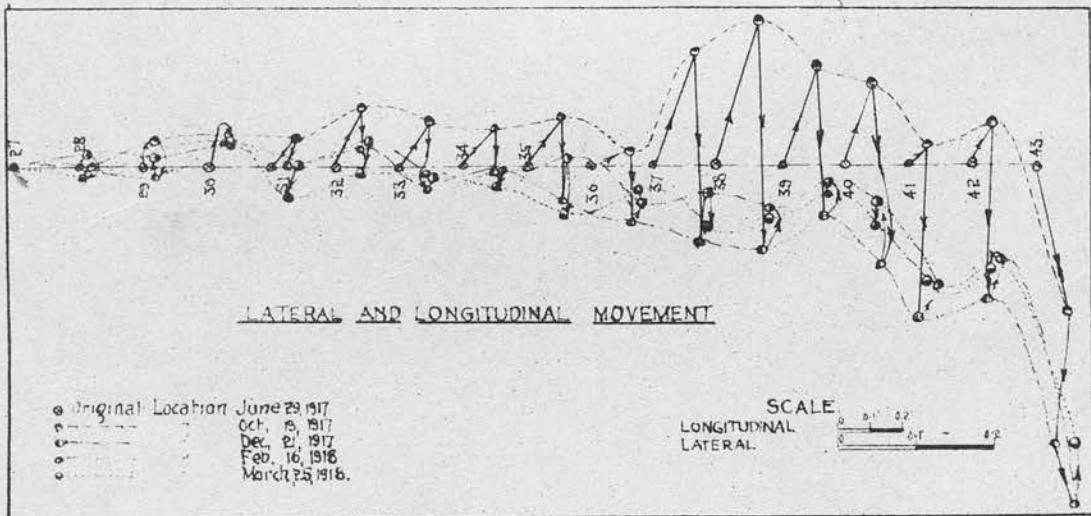 27
28
29
30
31
32
33
34
35
36
37
38
39
40
41
42
43
LATERAL AND LONGITUDINAL MOVEMENT
Original Location June 29, 1917
Oct. 19, 1917
Dec. 21, 1917
Feb. 16, 1918
March, 25, 1918.
SCALE
LONGITUDINAL 0 0.1 0.2
LATERAL 0 0.1 0.2